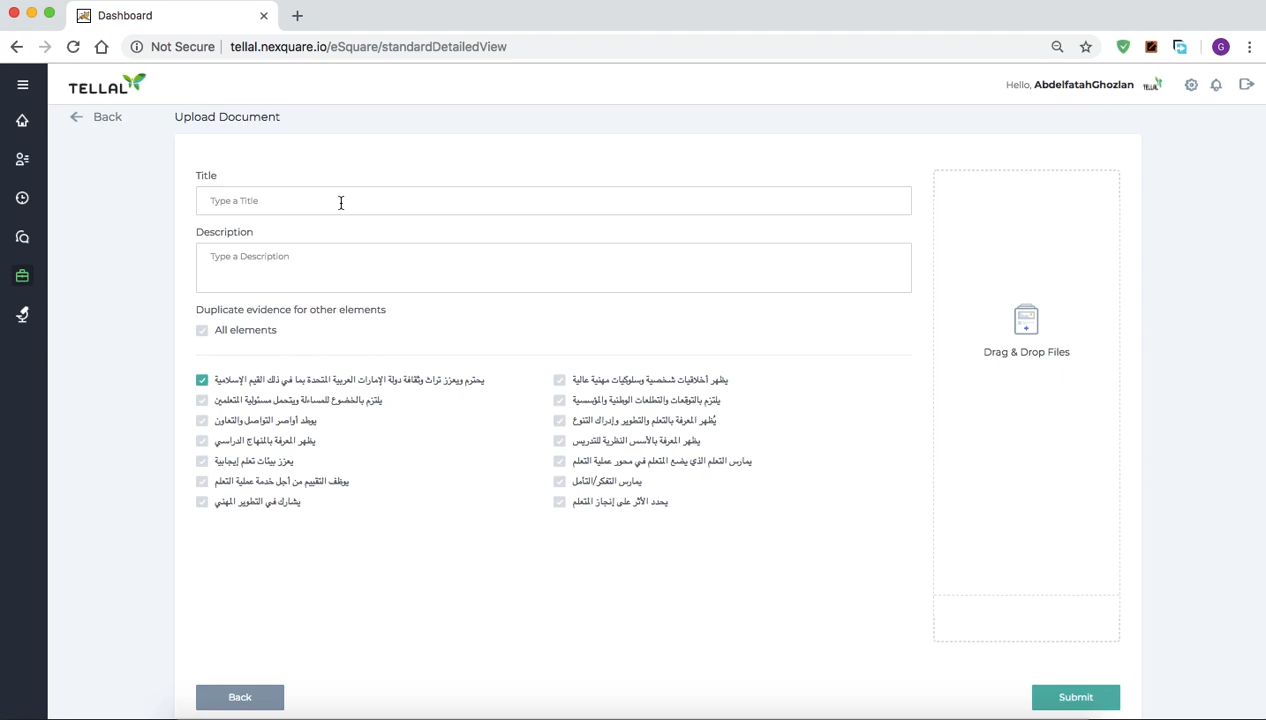 Dashboard
Not Secure
tellal.nexquare.io/eSquare/standardDetailedView
G
TELLAL
Hello, AbdelfatahGhozlan
TELLAL
Back
Upload Document
Title
Type a Title
Description
Type a Description
Duplicate evidence for other elements
All elements
يحترم ويعزز تراث وثقافة دولة الإمارات العربية المتحدة بما في ذلك القيم الإسلامية
يظهر أخلاقيات شخصية وسلوكيات مهنية عالية
يلتزم بالخضوع للمساءلة ويتحمل مسئولية المتعلمين
يلتزم بالتوقعات والتطلعات الوطنية والمؤسسية
يوطد أواصر التواصل والتعاون
يُظهر المعرفة بالتعلم والتطوير وإدراك التنوع
يظهر المعرفة بالمنهاج الدراسي
يظهر المعرفة بالأسس النظرية للتدريس
يعزز بيئات تعلم إيجابية
يمارس التعلم الذي يضع المتعلم في محور عملية التعلم
يوظف التقييم من أجل خدمة عملية التعلم
يمارس التفكر/التأمل
يشارك في التطوير المهني
يحدد الأثر على إنجاز المتعلم
Drag & Drop Files
Back
Submit